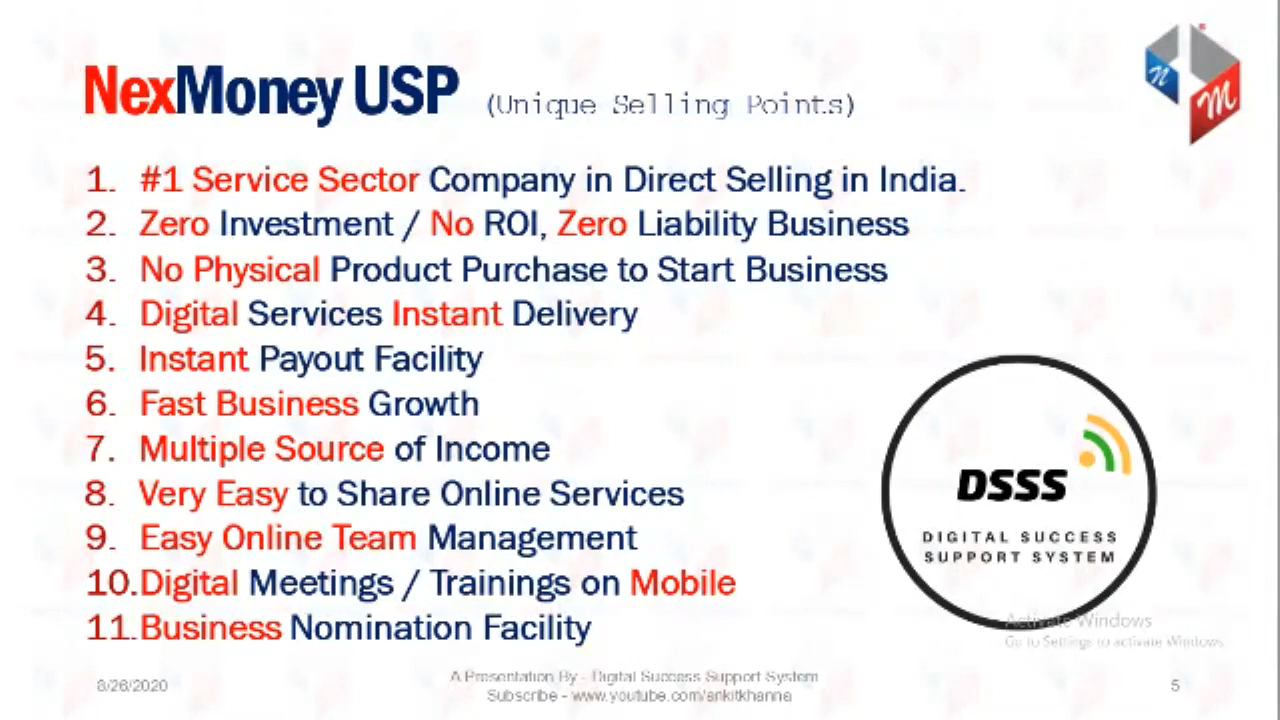 NexMoney USP (Unique Selling Points)
n
m
1. #1 Service Sector Company in Direct Selling in India.
2. Zero Investment / No ROI, Zero Liability Business
3. No Physical Product Purchase to Start Business
4. Digital Services Instant Delivery
5. Instant Payout Facility
6. Fast Business Growth
7. Multiple Source of Income
8. Very Easy to Share Online Services
9. Easy Online Team Management
10. Digital Meetings / Trainings on Mobile
11. Business Nomination Facility
DSSS
DIGITAL SUCCESS
SUPPORT SYSTEM
Activate Windows
Go to Settings to activate Windows.
8/26/2020
A Presentation By - Digital Success Support System
Subscribe - www.youtube.com/ankitkhanna
5